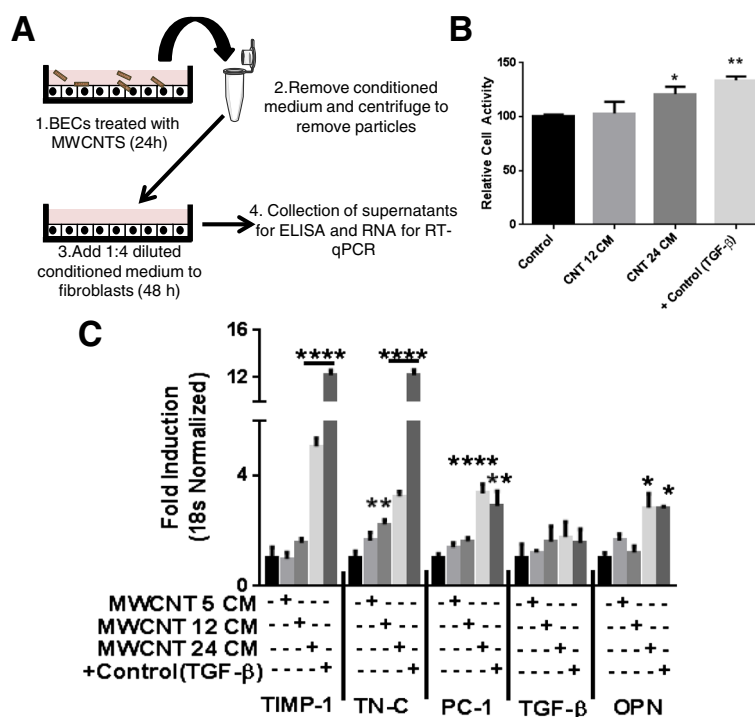 A
1.BECs treated with
MWCNTS (24h)
2.Remove conditioned
medium and centrifuge to
remove particles
3.Add 1:4 diluted
conditioned medium to
fibroblasts (48 h)
4. Collection of supernatants
for ELISA and RNA for RT-
qPCR
B
Relative Cell Activity
150
100
50
0
*
**
Control
CNT 12 CM
CNT 24 CM
+ Control (TGF-β)
C
Fold Induction
(18s Normalized)
16
12
4
0
****
****
**
****
**
*
*
MWCNT 5 CM -+--- -+--- -+--- -+--- -+---
MWCNT 12 CM --+-- --+-- --+-- --+-- --+--
MWCNT 24 CM ---+- ---+- ---+- ---+- ---+-
+Control(TGF-β) ----+ ----+ ----+ ----+ ----+
TIMP-1 TN-C PC-1 TGF-β OPN